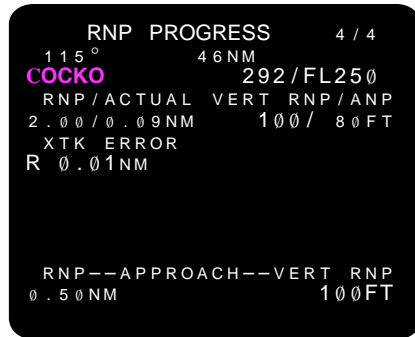 RNP PROGRESS 4/4
115° 46NM
COCKO 292/FL250
RNP/ACTUAL VERT RNP/ANP
2.00/0.09NM 100/ 80FT
XTK ERROR
R 0.01NM
RNP--APPROACH--VERT RNP
0.50NM 100FT